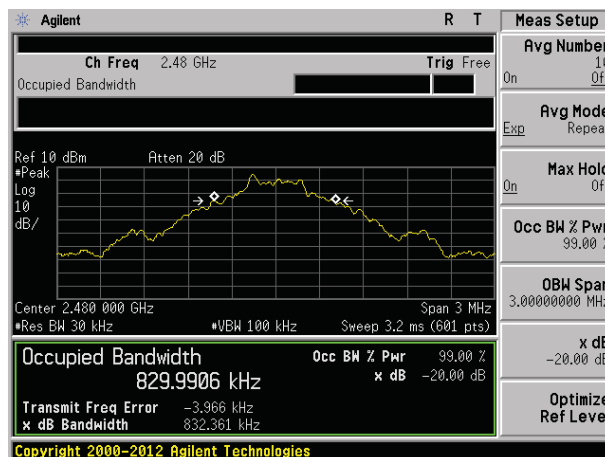 Agilent R T
Meas Setup
Ch Freq 2.48 GHz Trig Free
Occupied Bandwidth
Avg Number
On
Avg Mode
Exp Repea
Max Hold
On
Occ BW % Pwr
99.00 %
OBW Span
3.00000000 MHz
x dB
-20.00 dB
Optimize
Ref Leve
Ref 10 dBm Atten 20 dB
#Peak
Log
10
dB/
Center 2.480 000 GHz Span 3 MHz
#Res BW 30 kHz #VBW 100 kHz Sweep 3.2 ms (601 pts)
Occupied Bandwidth Occ BW % Pwr 99.00 %
829.9906 kHz x dB -20.00 dB
Transmit Freq Error -3.966 kHz
x dB Bandwidth 832.361 kHz
Copyright 2000-2012 Agilent Technologies